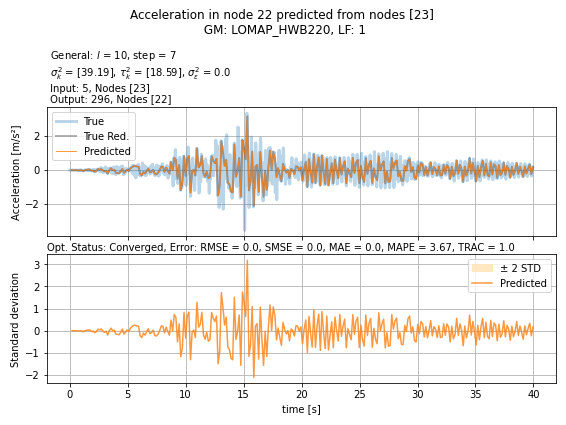 Acceleration in node 22 predicted from nodes [23]
GM: LOMAP_HWB220, LF: 1
General: l = 10, step = 7
σ²ₖ = [39.19], τ²ₖ = [18.59], σ²ε = 0.0
Input: 5, Nodes [23]
Output: 296, Nodes [22]
True
True Red.
Predicted
Acceleration [m/s²]
2
0
−2
Opt. Status: Converged, Error: RMSE = 0.0, SMSE = 0.0, MAE = 0.0, MAPE = 3.67, TRAC = 1.0
± 2 STD
Predicted
Standard deviation
3
2
1
0
−1
−2
0 5 10 15 20 25 30 35 40
time [s]